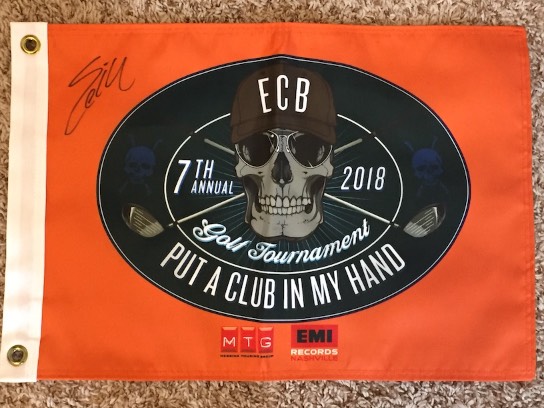 ECB
7TH
ANNUAL
2018
Golf Tournament
PUT A CLUB IN MY HAND
MTG
EMI
RECORDS
NASHVILLE